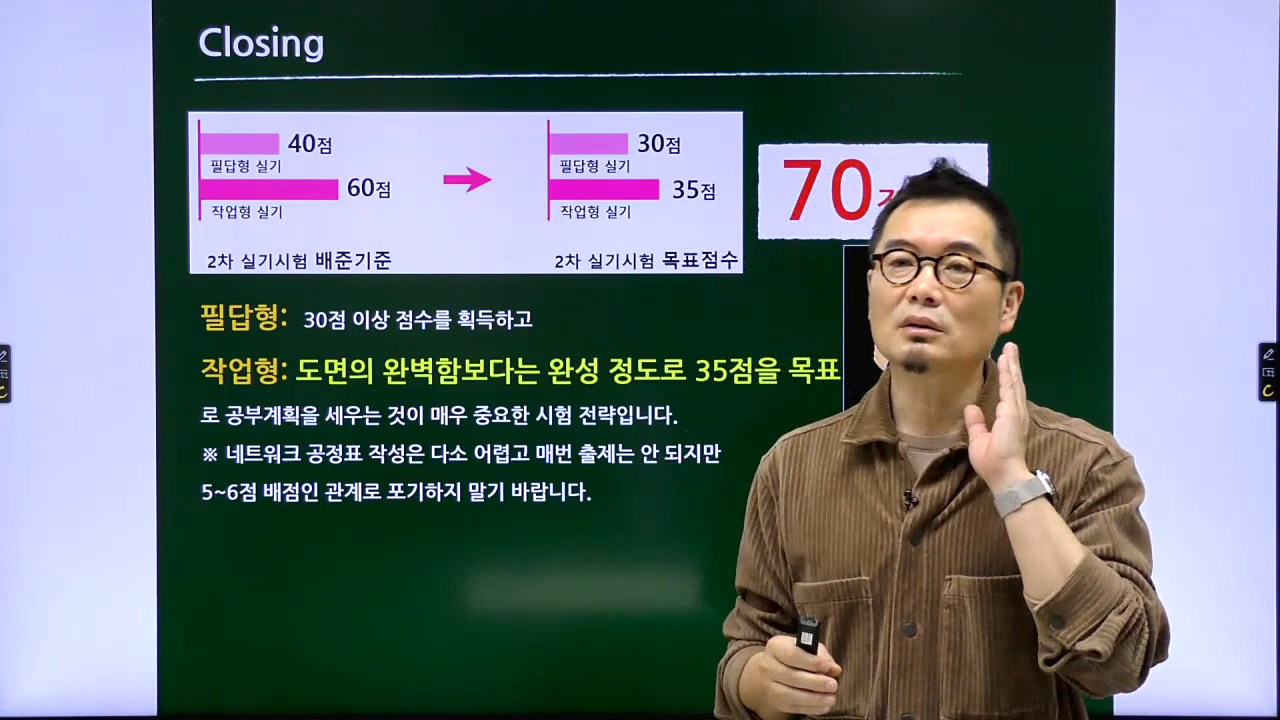 Closing
40점
필답형 실기
60점
작업형 실기
2차 실기시험 배준기준
30점
필답형 실기
35점
작업형 실기
2차 실기시험 목표점수
70
필답형: 30점 이상 점수를 획득하고
작업형: 도면의 완벽함보다는 완성 정도로 35점을 목표
로 공부계획을 세우는 것이 매우 중요한 시험 전략입니다.
※ 네트워크 공정표 작성은 다소 어렵고 매번 출제는 안 되지만
5~6점 배점인 관계로 포기하지 말기 바랍니다.